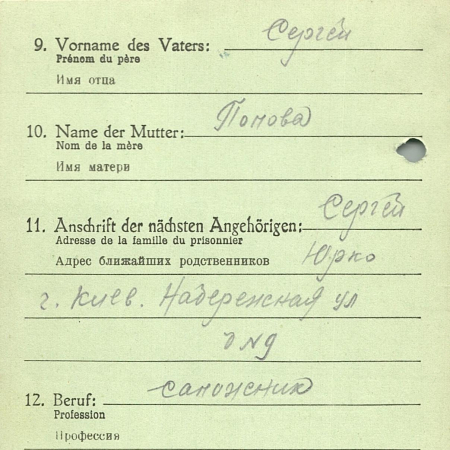 9. Vorname des Vaters: Сергей
Prénom du père
Имя отца
10. Name der Mutter: Попова
Nom de la mère
Имя матери
11. Anschrift der nächsten Angehörigen: Сергей
Adresse de la famille du prisonnier
Адрес ближайших родственников Юрко
г. Киев. Надережная ул
д №9
12. Beruf: сапожник
Profession
Профессия